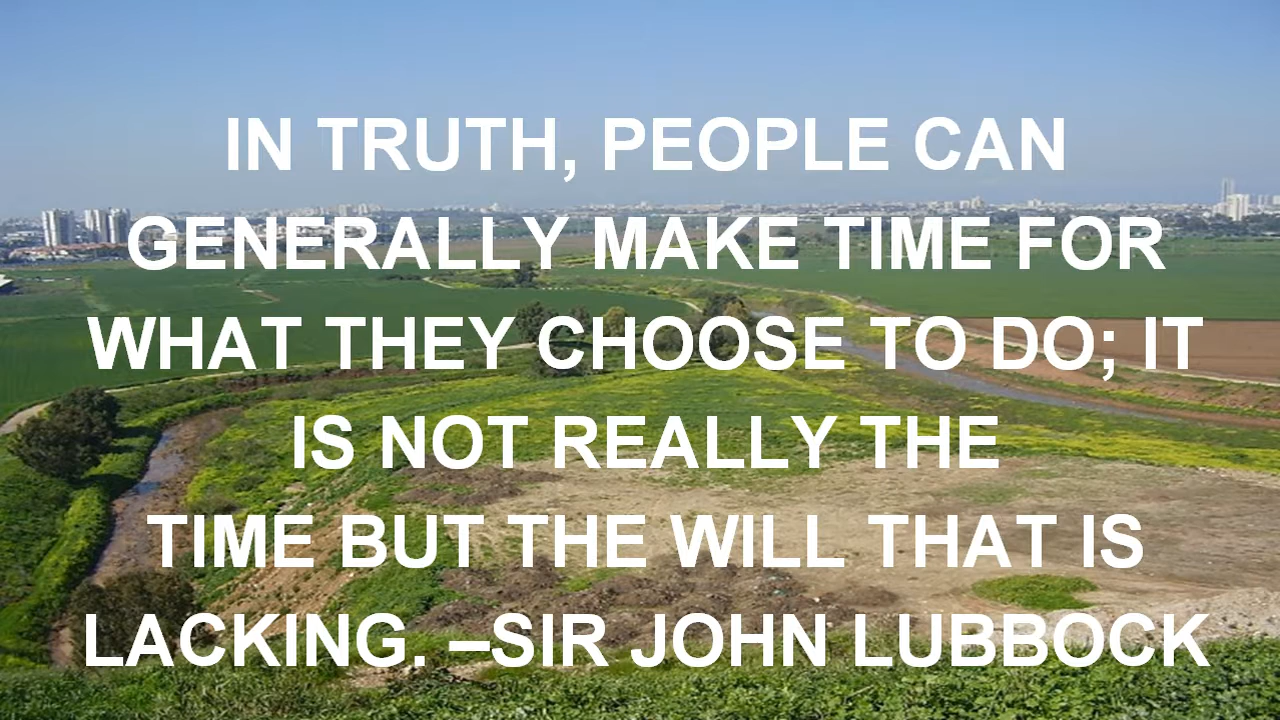 IN TRUTH, PEOPLE CAN
GENERALLY MAKE TIME FOR
WHAT THEY CHOOSE TO DO; IT
IS NOT REALLY THE
TIME BUT THE WILL THAT IS
LACKING. –SIR JOHN LUBBOCK